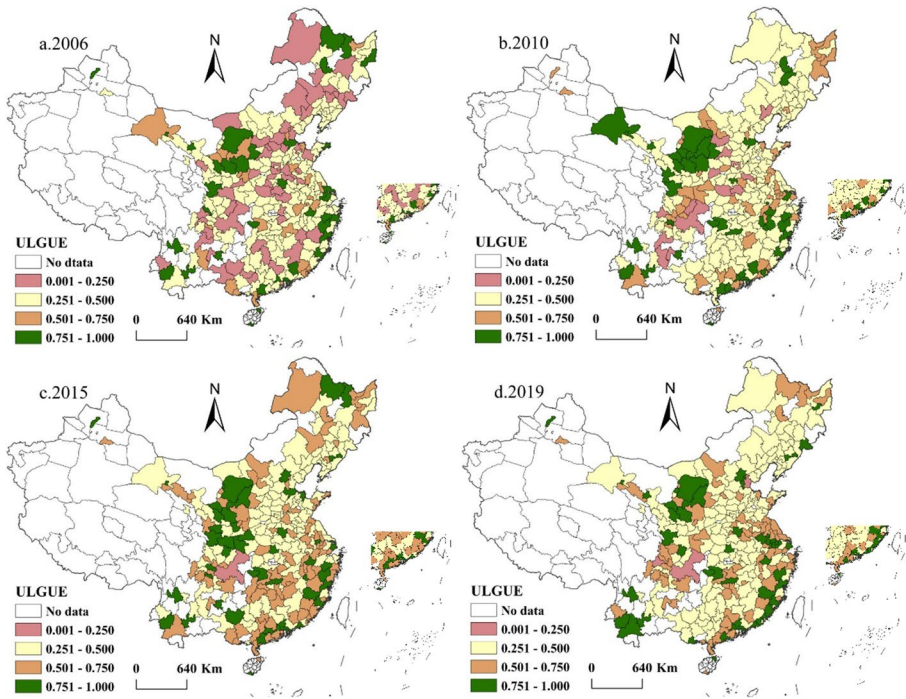 a.2006
N
ULGUE
No data
0.001 - 0.250
0.251 - 0.500
0.501 - 0.750
0.751 - 1.000
0 640 Km
b.2010
N
ULGUE
No data
0.001 - 0.250
0.251 - 0.500
0.501 - 0.750
0.751 - 1.000
0 640 Km
c.2015
N
ULGUE
No data
0.001 - 0.250
0.251 - 0.500
0.501 - 0.750
0.751 - 1.000
0 640 Km
d.2019
N
ULGUE
No data
0.001 - 0.250
0.251 - 0.500
0.501 - 0.750
0.751 - 1.000
0 640 Km